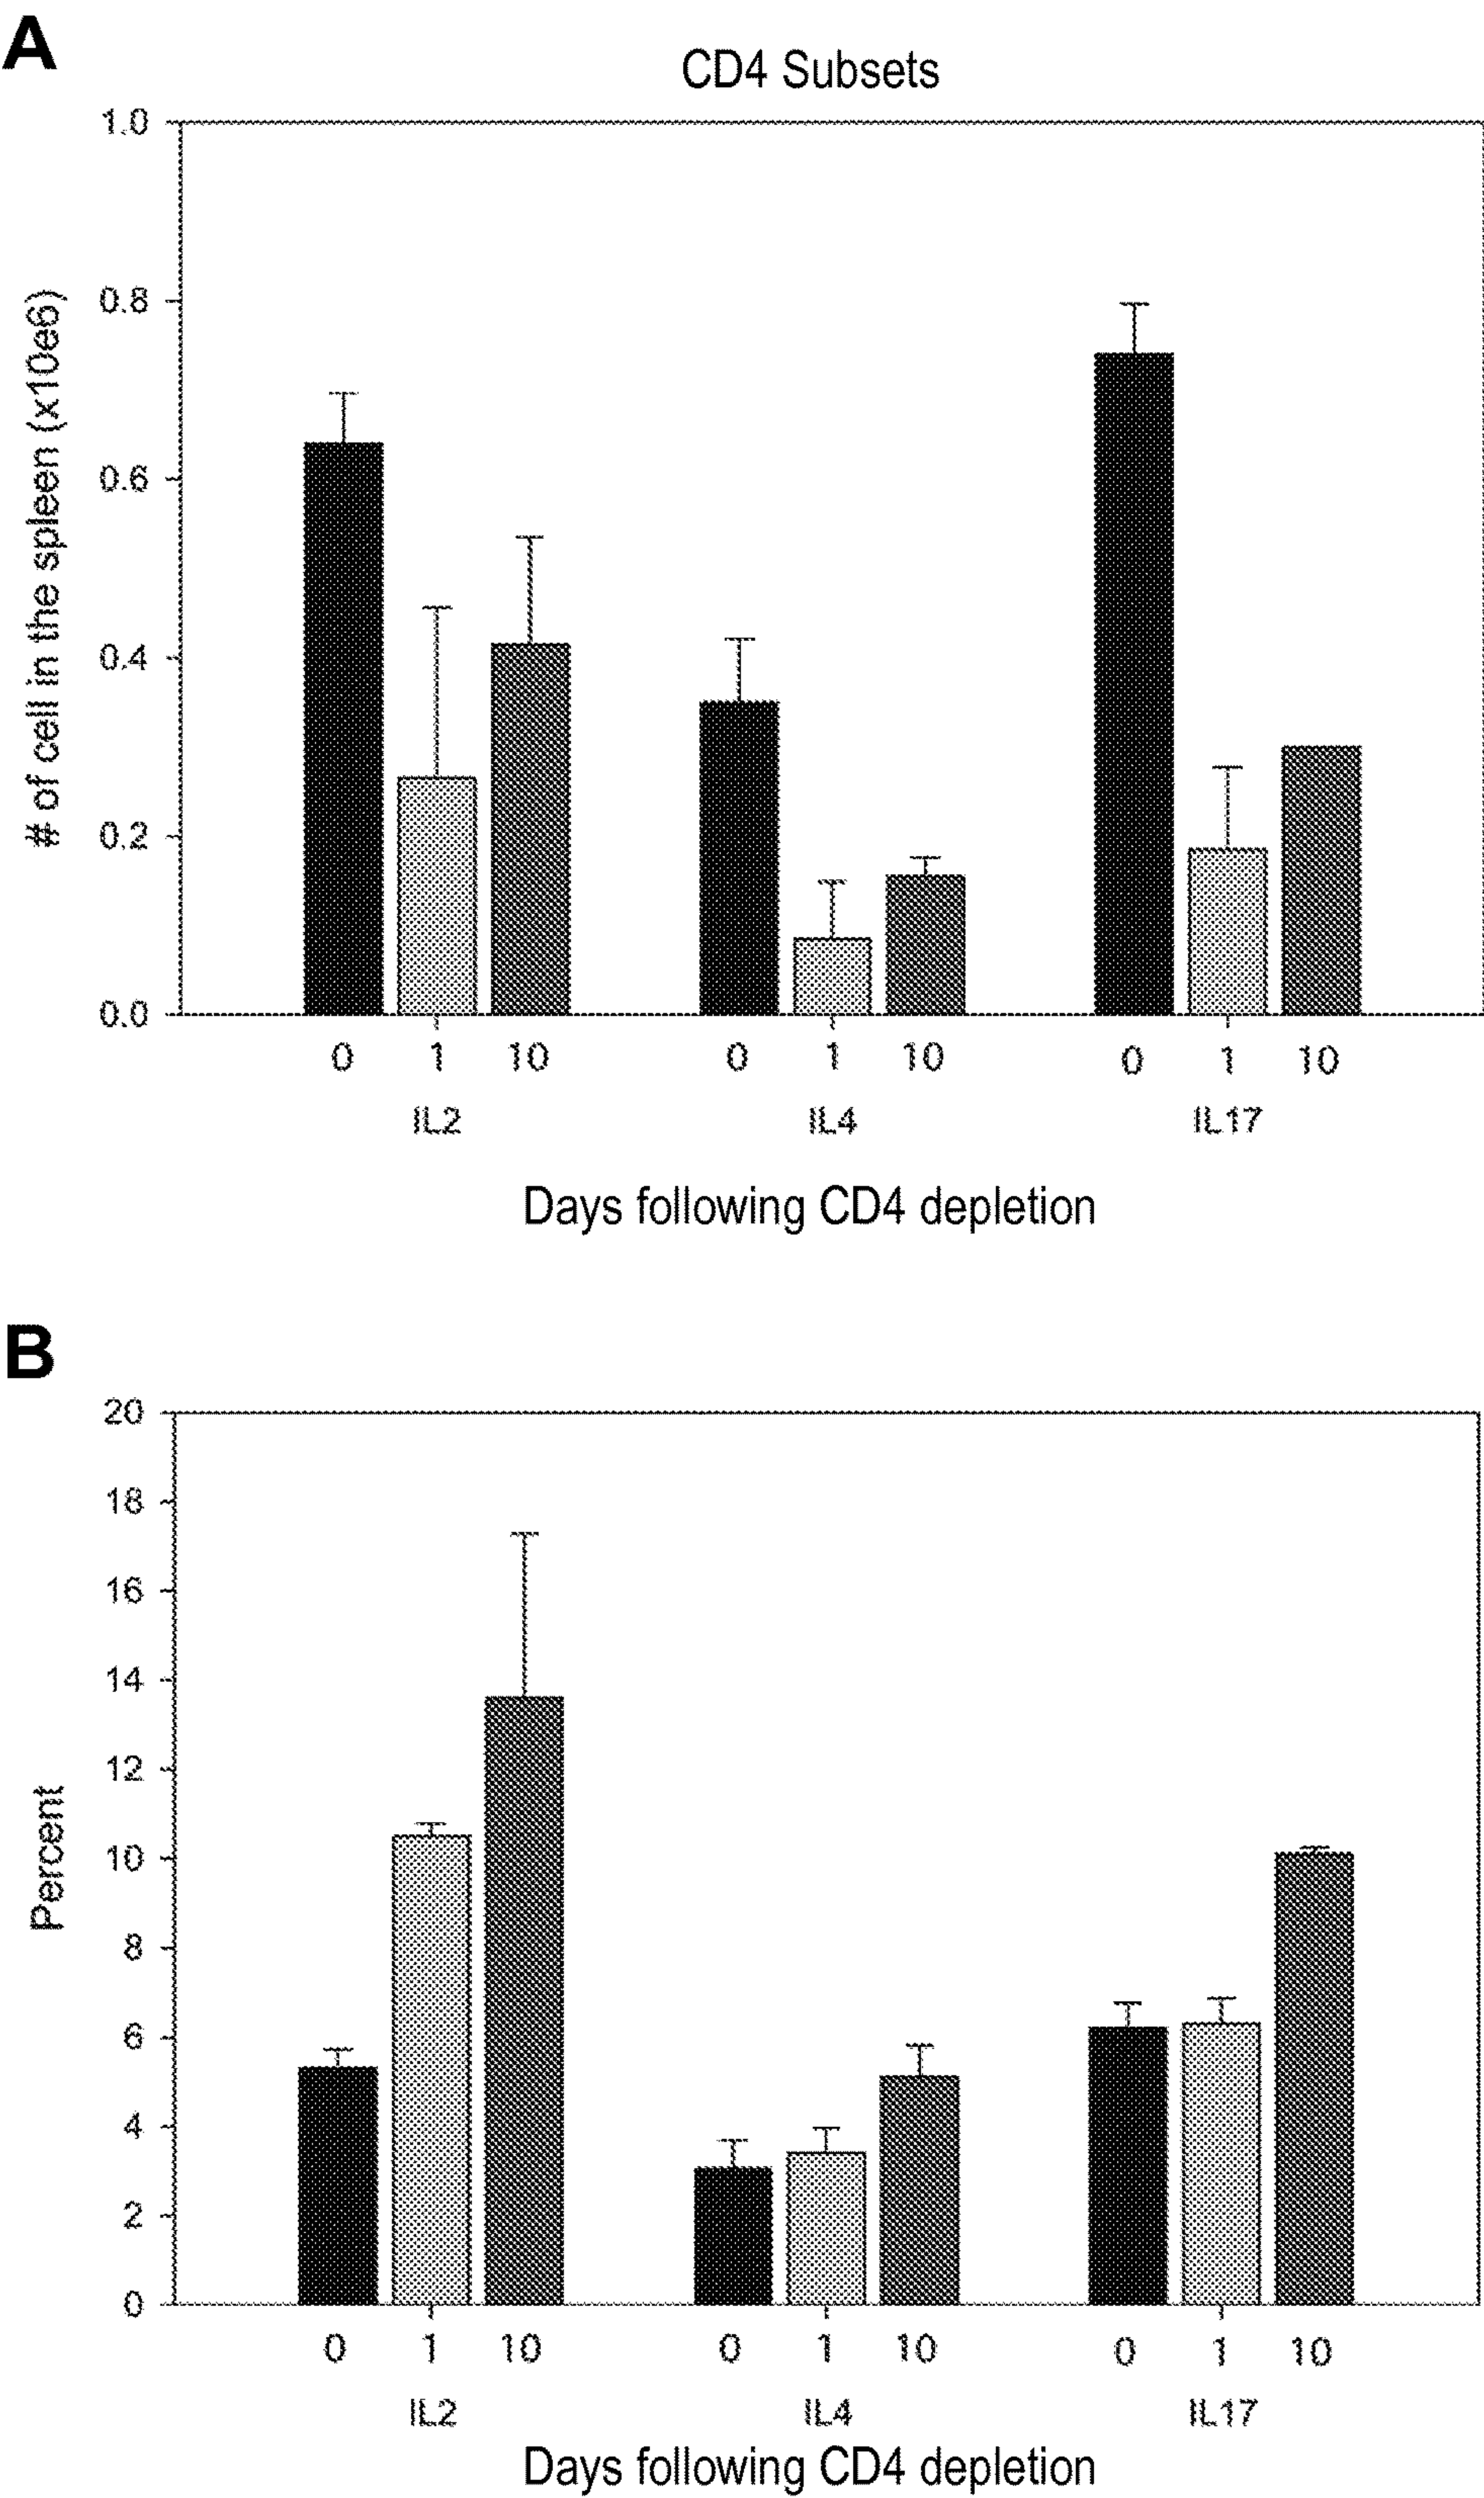 A
CD4 Subsets
1.0
0.8
0.6
0.4
0.2
0.0
# of cell in the spleen (x10e6)
0 1 10 0 1 10 0 1 10
IL2 IL4 IL17
Days following CD4 depletion
B
20
18
16
14
12
10
8
6
4
2
0
Percent
0 1 10 0 1 10 0 1 10
IL2 IL4 IL17
Days following CD4 depletion